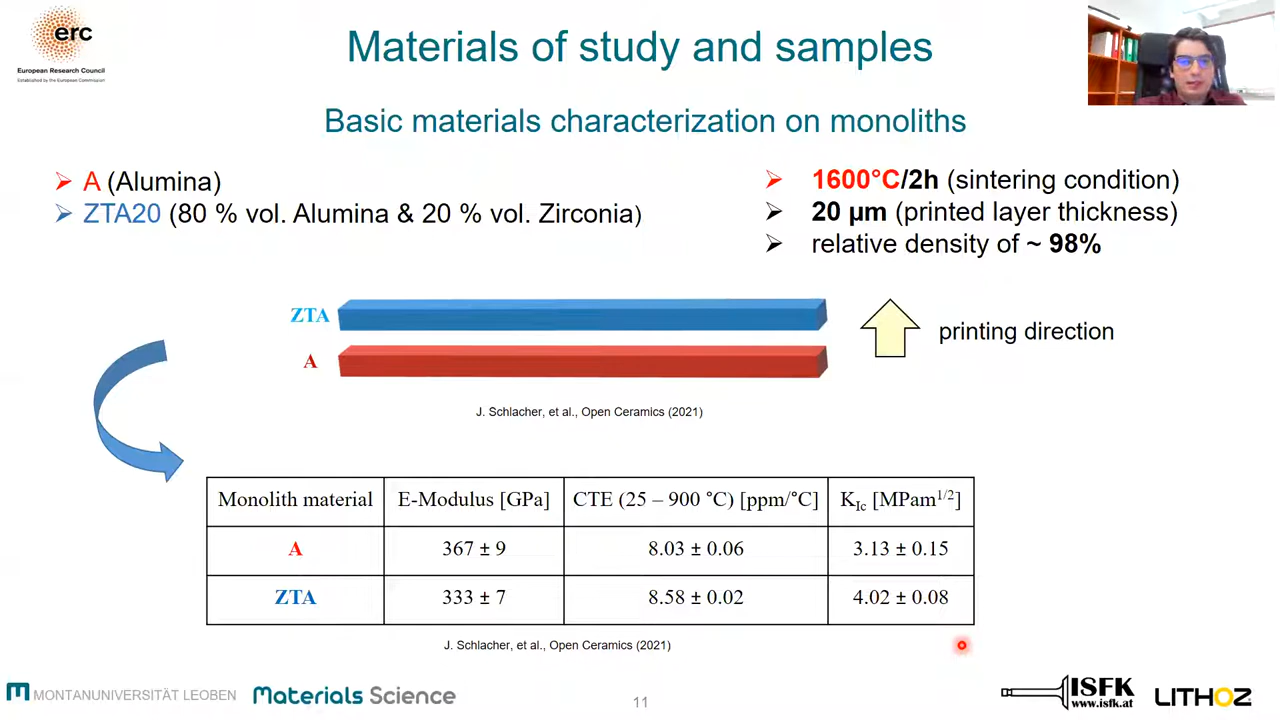 erc
European Research Council
Established by the European Commission
Materials of study and samples
Basic materials characterization on monoliths
A (Alumina)
ZTA20 (80 % vol. Alumina & 20 % vol. Zirconia)
1600°C/2h (sintering condition)
20 µm (printed layer thickness)
relative density of ~ 98%
ZTA
A
printing direction
J. Schlacher, et al., Open Ceramics (2021)
Monolith material E-Modulus [GPa] CTE (25 – 900 °C) [ppm/°C] K_Ic [MPam^1/2]
A 367 ± 9 8.03 ± 0.06 3.13 ± 0.15
ZTA 333 ± 7 8.58 ± 0.02 4.02 ± 0.08
J. Schlacher, et al., Open Ceramics (2021)
MONTANUNIVERSITÄT LEOBEN
Materials Science
11
ISFK
www.isfk.at
LITHOZ